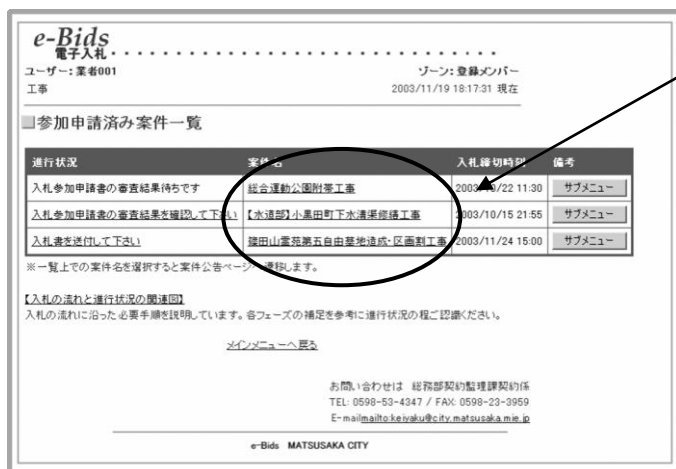 e-Bids
電子入札
ユーザー：業者001 ゾーン：登録メンバー
工事 2003/11/19 18:17:31 現在
参加申請済み案件一覧
進行状況 案件名 入札締切時刻 備考
入札参加申請書の審査結果待ちです 総合運動公園附帯工事 2003/10/22 11:30 サブメニュー
入札参加申請書の審査結果を確認して下さい 【水道部】小黒田町下水溝渠修繕工事 2003/10/15 21:55 サブメニュー
入札書を送付して下さい 篠田山霊苑第五自由墓地造成・区画割工事 2003/11/24 15:00 サブメニュー
※一覧上での案件名を選択すると案件公告ページへ遷移します。
【入札の流れと進行状況の関連図】
入札の流れに沿った必要手順を説明しています。各フェーズの補足を参考に進行状況の程ご認識ください。
メインメニューへ戻る
お問い合わせは 総務部契約監理課契約係
TEL: 0598-53-4347 / FAX: 0598-23-3959
E-mailmailto:keiyaku@city.matsusaka.mie.jp
e-Bids MATSUSAKA CITY